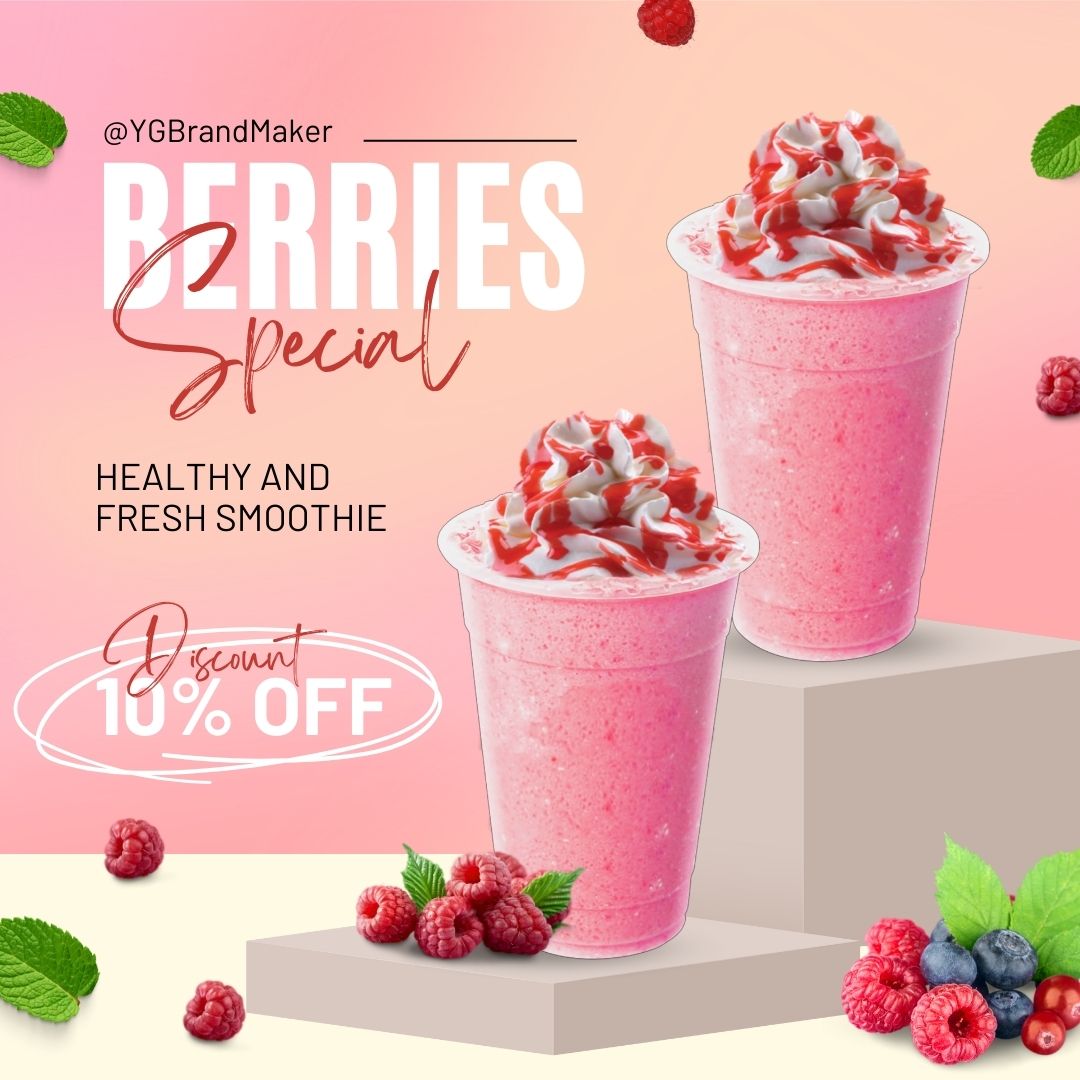 @YGBrandMaker
BERRIES
Special
HEALTHY AND
FRESH SMOOTHIE
Discount
10% OFF